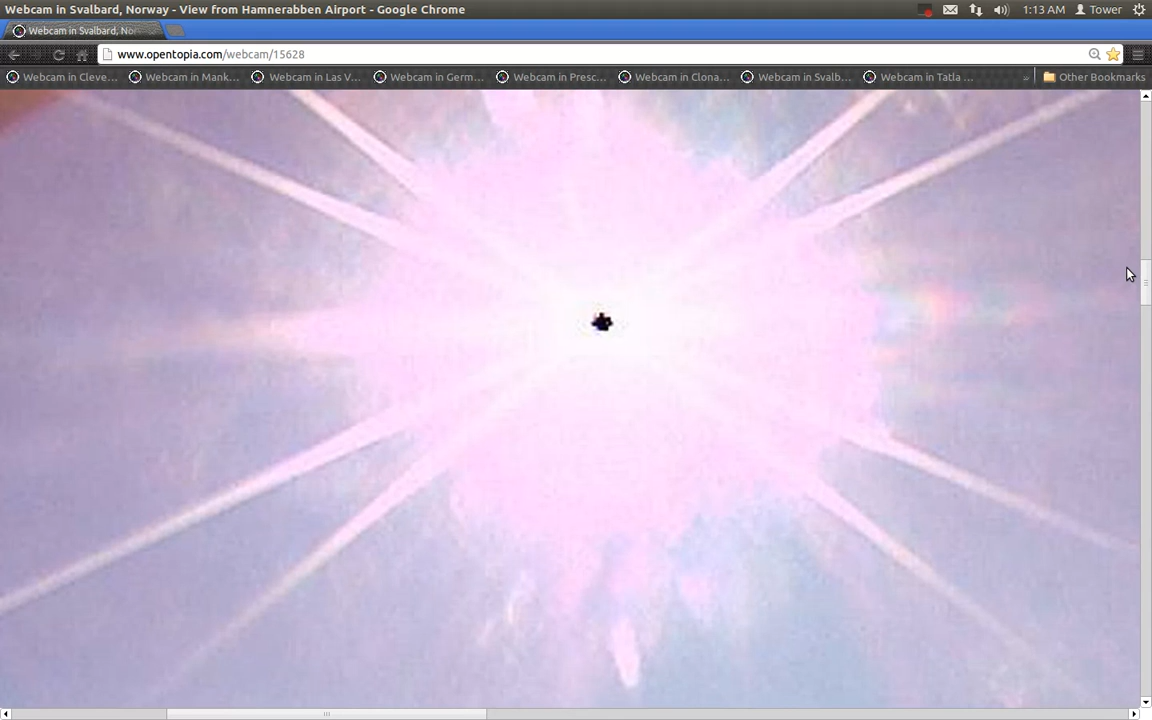 Webcam in Svalbard, Norway - View from Hamnerabben Airport - Google Chrome
1:13 AM Tower
Webcam in Svalbard, Nor
www.opentopia.com/webcam/15628
Webcam in Cleve... Webcam in Mank... Webcam in Las V... Webcam in Germ... Webcam in Presc... Webcam in Clona... Webcam in Svalb... Webcam in Tatla ... » Other Bookmarks